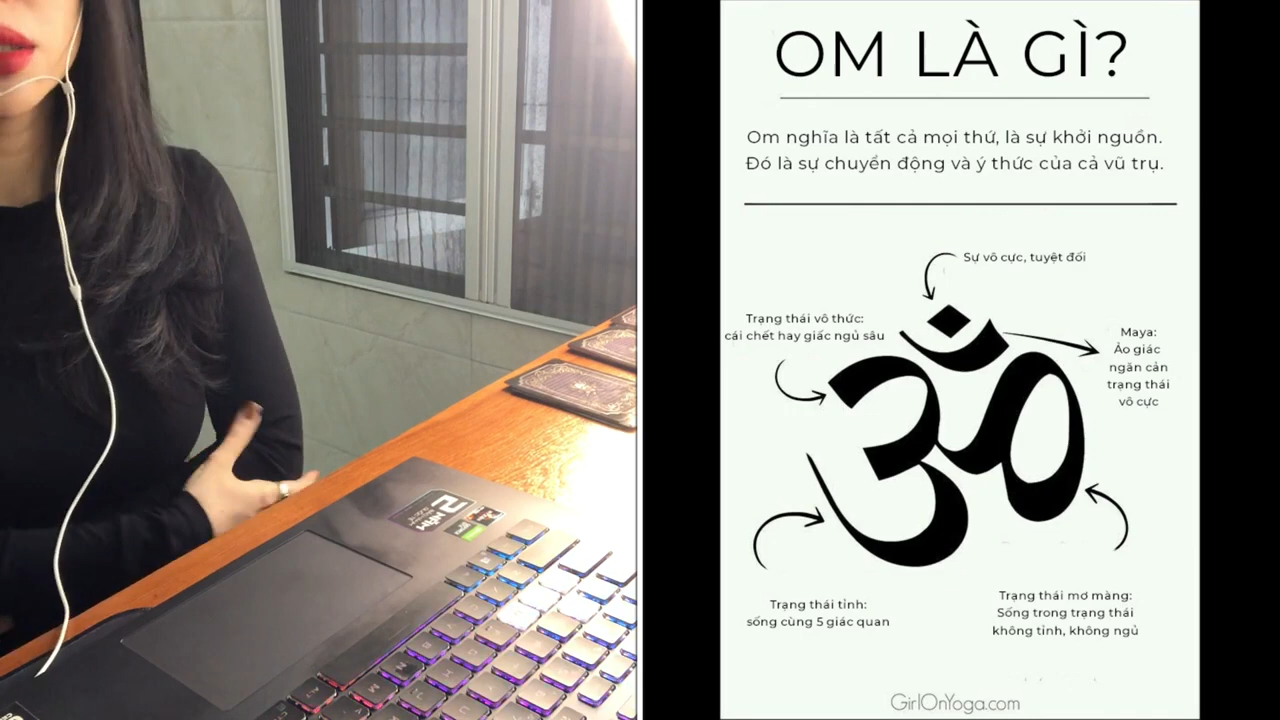 OM LÀ GÌ?
Om nghĩa là tất cả mọi thứ, là sự khởi nguồn.
Đó là sự chuyển động và ý thức của cả vũ trụ.
Sự vô cực, tuyệt đối
Trạng thái vô thức:
cái chết hay giấc ngủ sâu
Maya:
Ảo giác
ngăn cản
trạng thái
vô cực
Trạng thái tỉnh:
sống cùng 5 giác quan
Trạng thái mơ màng:
Sống trong trạng thái
không tỉnh, không ngủ
GirlOnYoga.com
2
NĂM
ALT